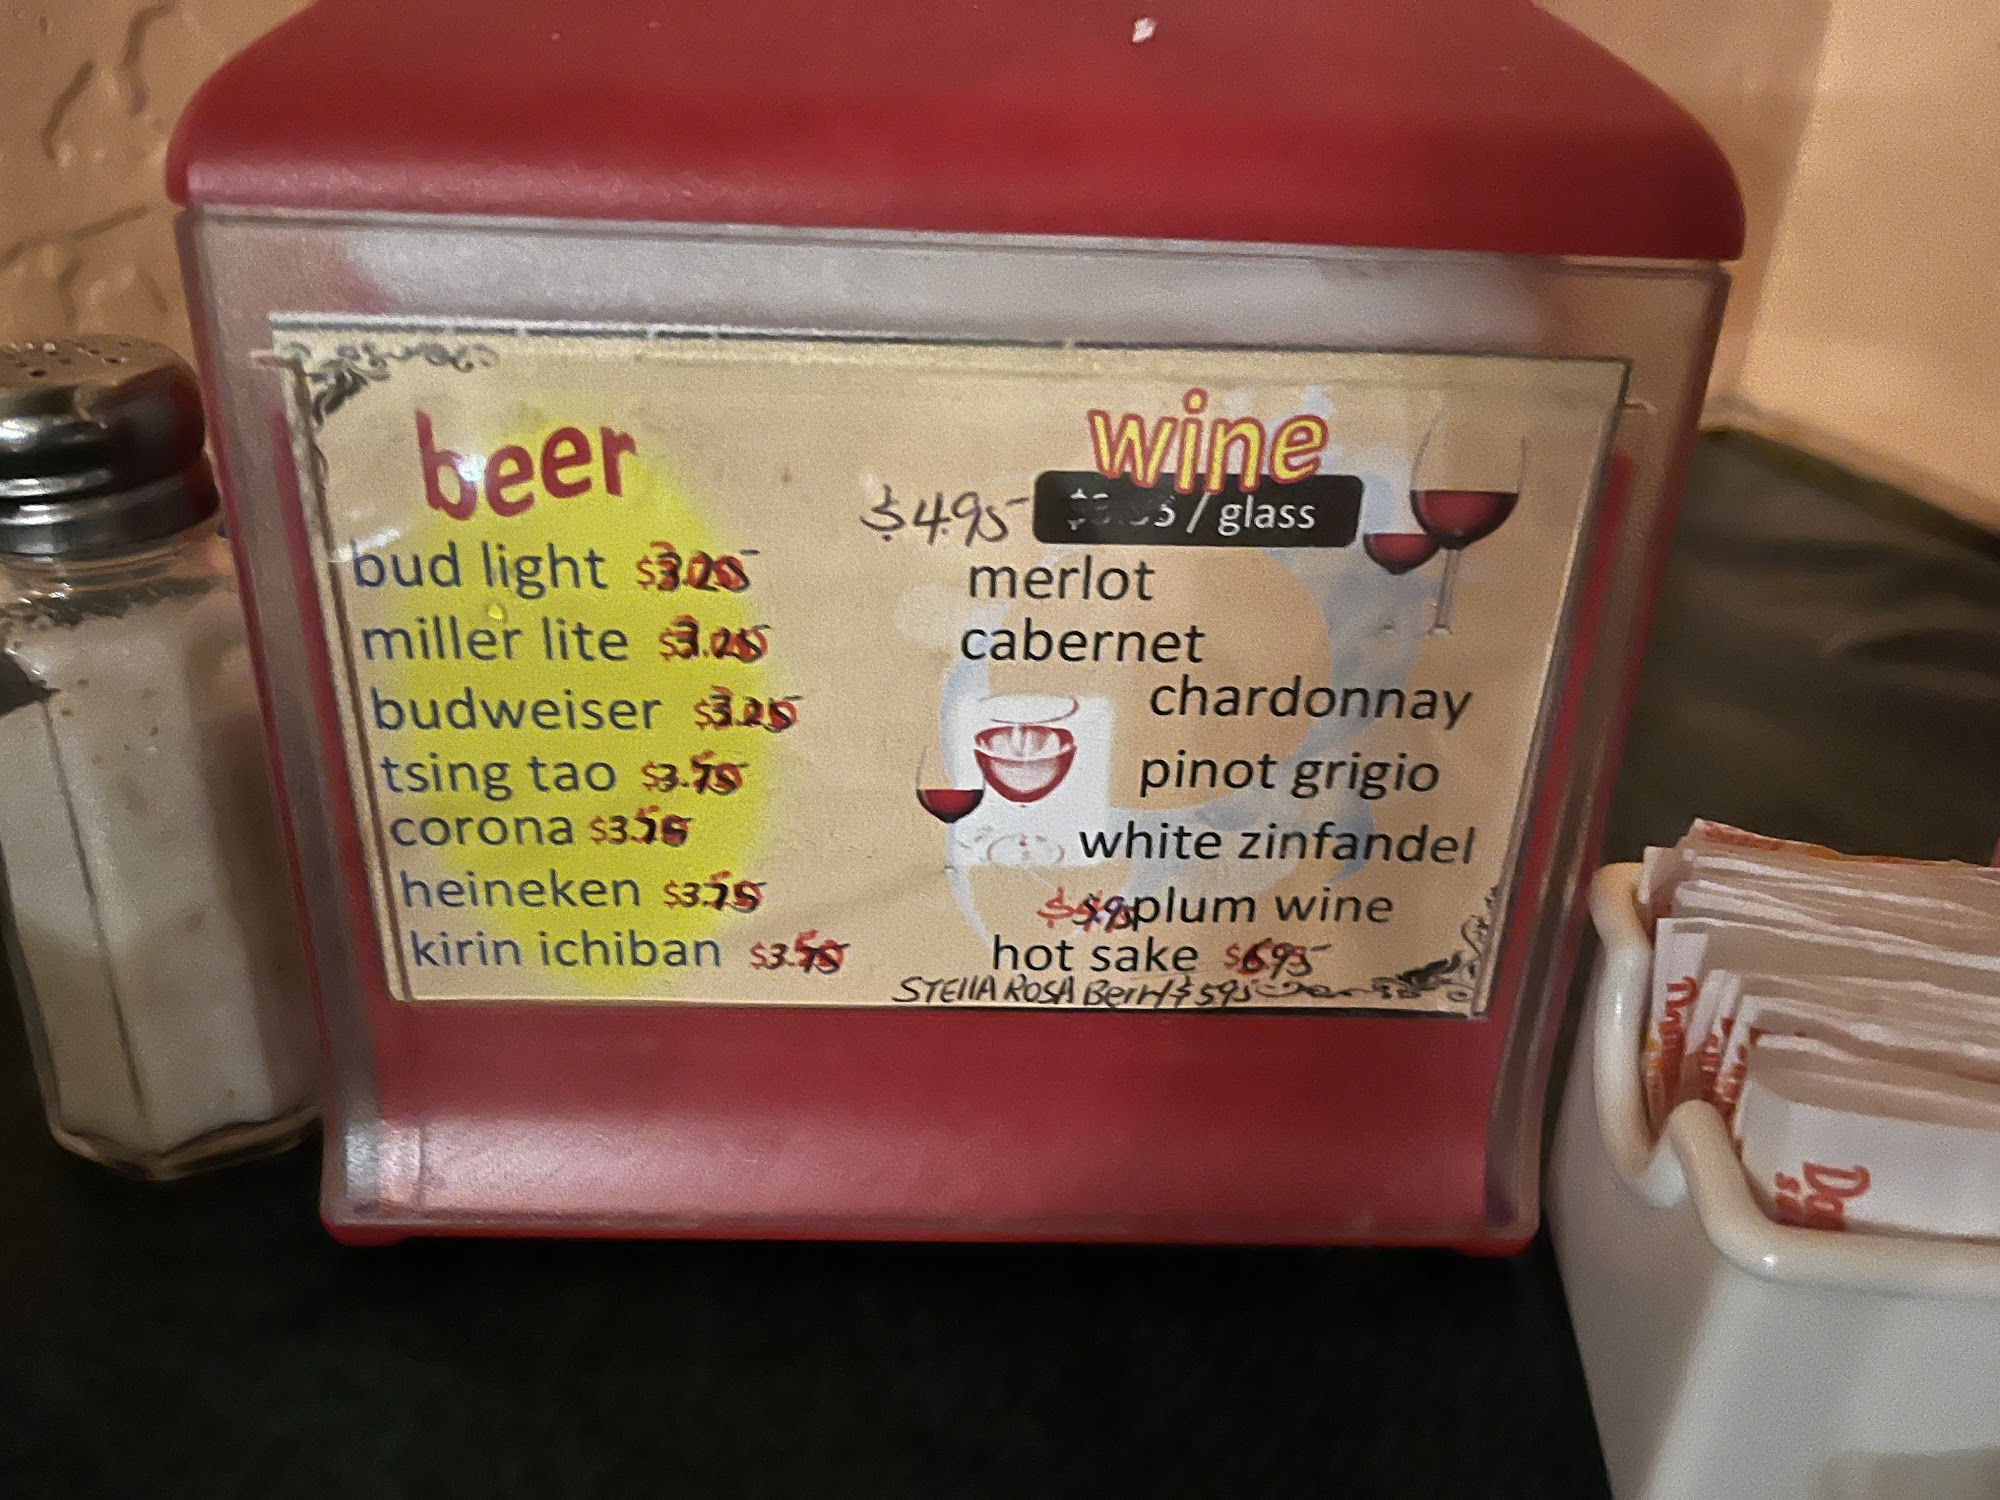 beer
bud light $3.25
miller lite $3.25
budweiser $3.25
tsing tao $3.75
corona $3.75
heineken $3.75
kirin ichiban $3.75
wine
$4.95 / glass
merlot
cabernet
chardonnay
pinot grigio
white zinfandel
plum wine
hot sake $6.95
STELLA ROSA Berry $5.95